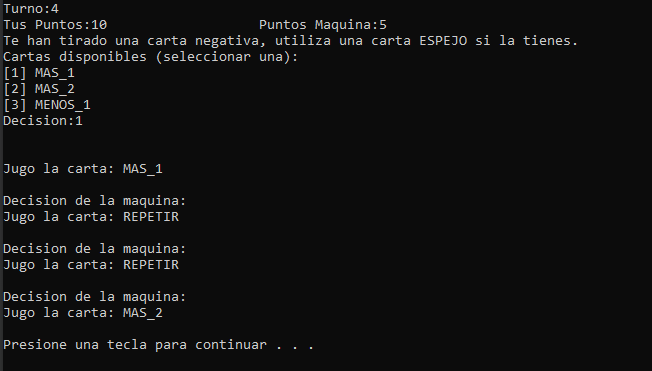 Turno:4
Tus Puntos:10                   Puntos Maquina:5
Te han tirado una carta negativa, utiliza una carta ESPEJO si la tienes.
Cartas disponibles (seleccionar una):
[1] MAS_1
[2] MAS_2
[3] MENOS_1
Decision:1
Jugo la carta: MAS_1
Decision de la maquina:
Jugo la carta: REPETIR
Decision de la maquina:
Jugo la carta: REPETIR
Decision de la maquina:
Jugo la carta: MAS_2
Presione una tecla para continuar . . .